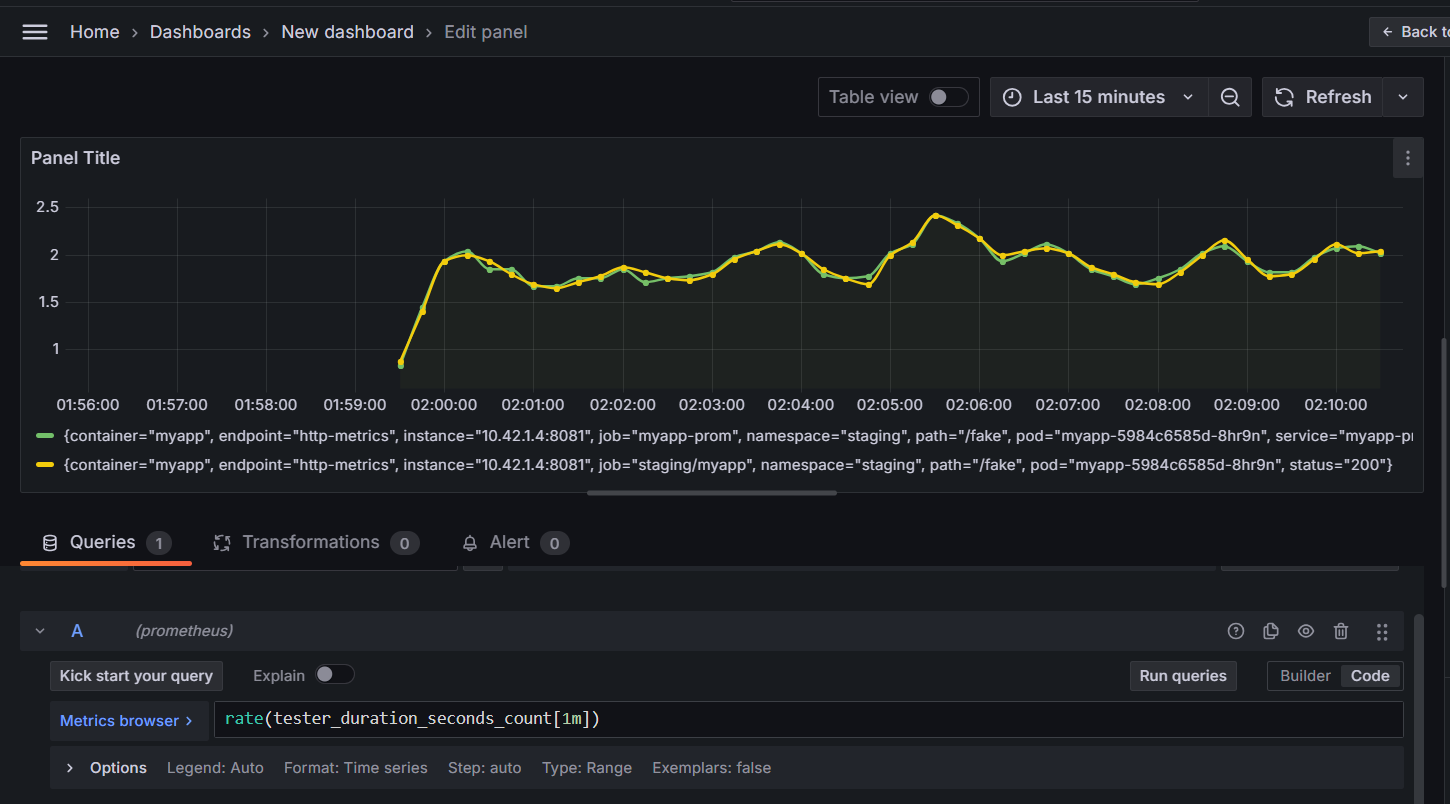 Home › Dashboards › New dashboard › Edit panel
← Back to
Table view
Last 15 minutes
Refresh
Panel Title
2.5
2
1.5
1
01:56:00 01:57:00 01:58:00 01:59:00 02:00:00 02:01:00 02:02:00 02:03:00 02:04:00 02:05:00 02:06:00 02:07:00 02:08:00 02:09:00 02:10:00
{container="myapp", endpoint="http-metrics", instance="10.42.1.4:8081", job="myapp-prom", namespace="staging", path="/fake", pod="myapp-5984c6585d-8hr9n", service="myapp-pr
{container="myapp", endpoint="http-metrics", instance="10.42.1.4:8081", job="staging/myapp", namespace="staging", path="/fake", pod="myapp-5984c6585d-8hr9n", status="200"}
Queries 1 Transformations 0 Alert 0
A (prometheus)
Kick start your query Explain Run queries Builder Code
Metrics browser › rate(tester_duration_seconds_count[1m])
› Options Legend: Auto Format: Time series Step: auto Type: Range Exemplars: false